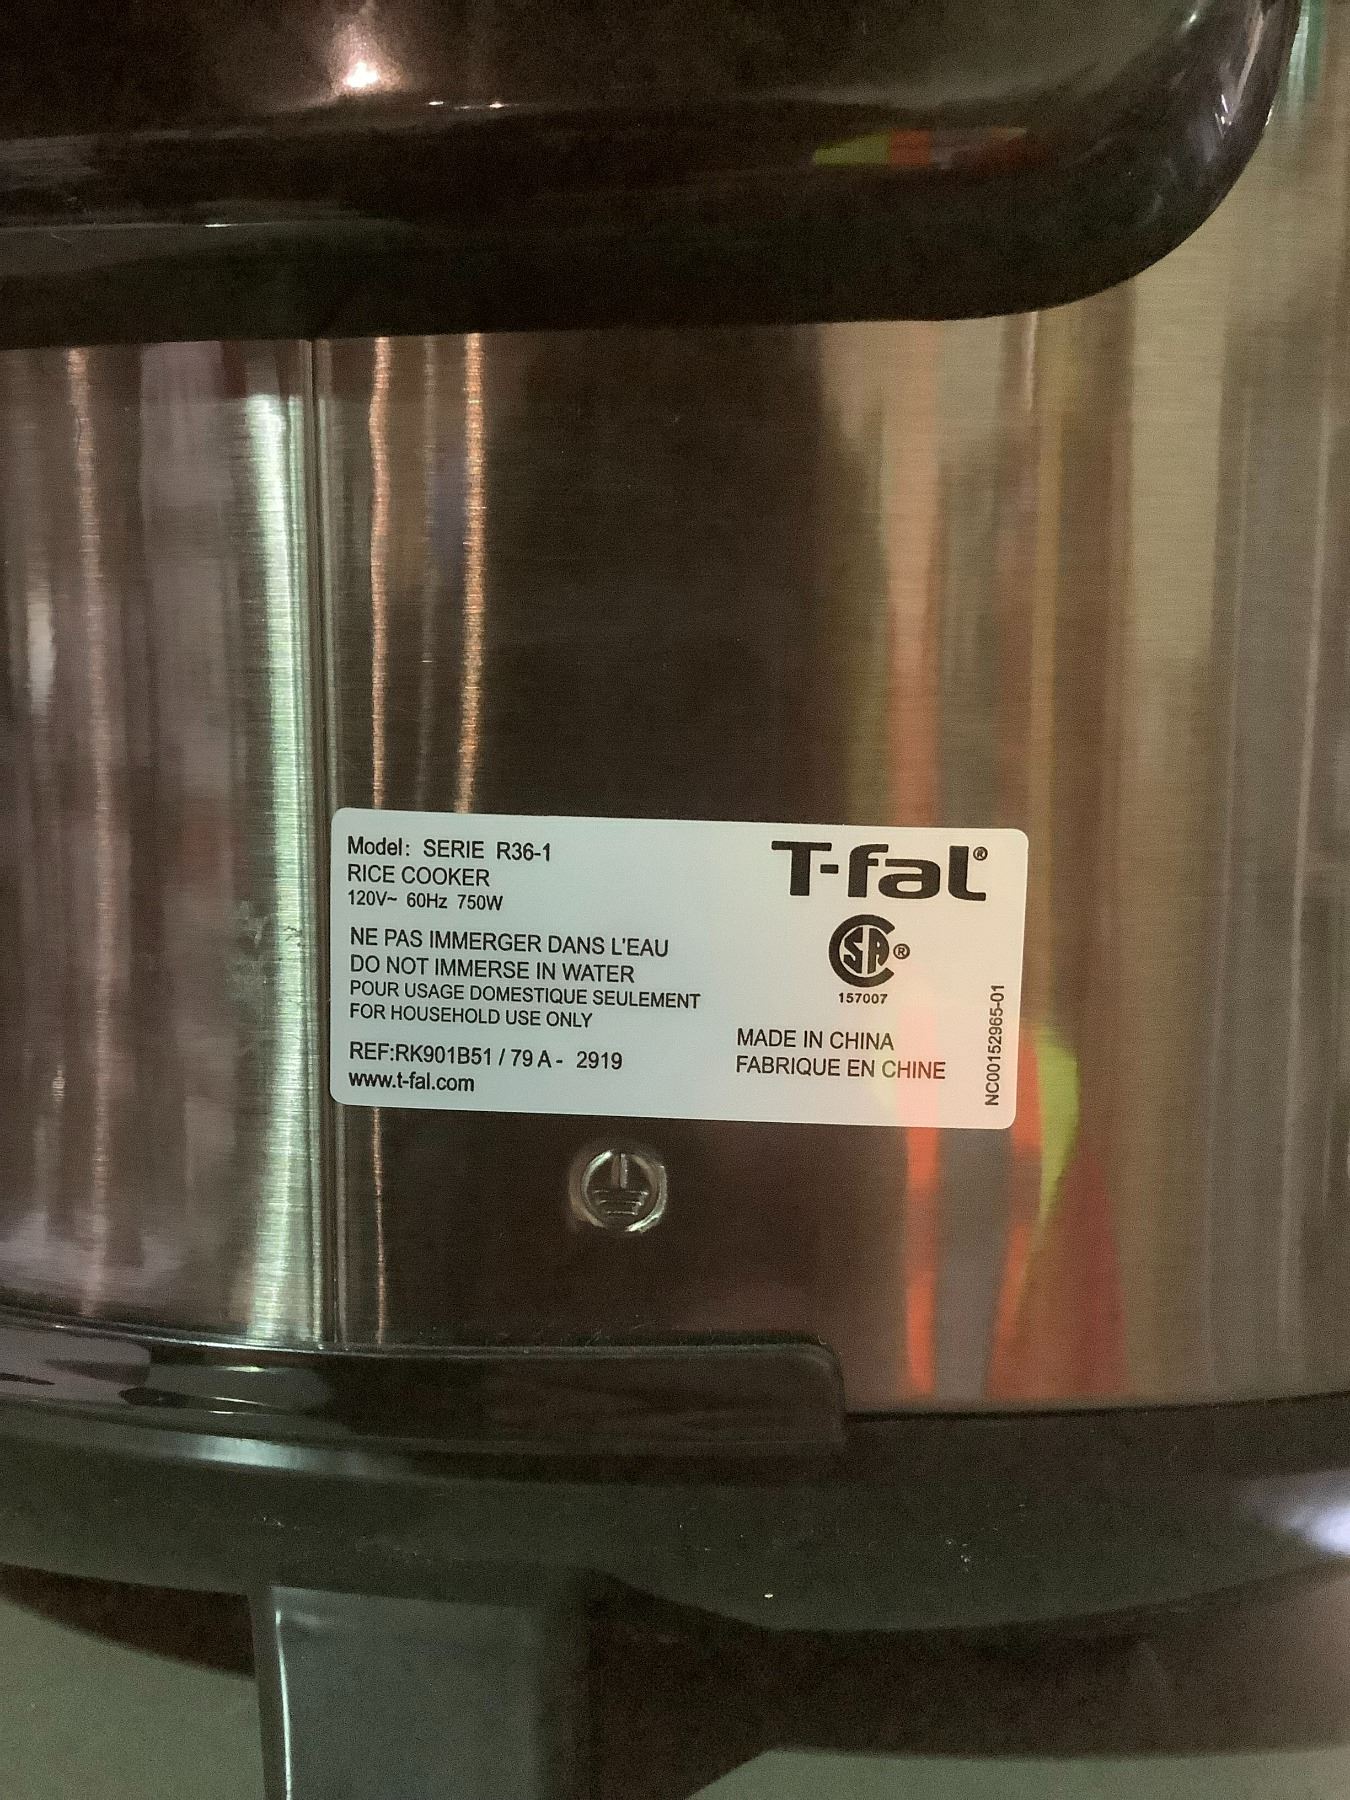 Model: SERIE R36-1
RICE COOKER
120V~ 60Hz 750W
NE PAS IMMERGER DANS L'EAU
DO NOT IMMERSE IN WATER
POUR USAGE DOMESTIQUE SEULEMENT
FOR HOUSEHOLD USE ONLY
REF:RK901B51 / 79 A - 2919
www.t-fal.com
T-fal®
SA®
157007
MADE IN CHINA
FABRIQUE EN CHINE
NC00152965-01